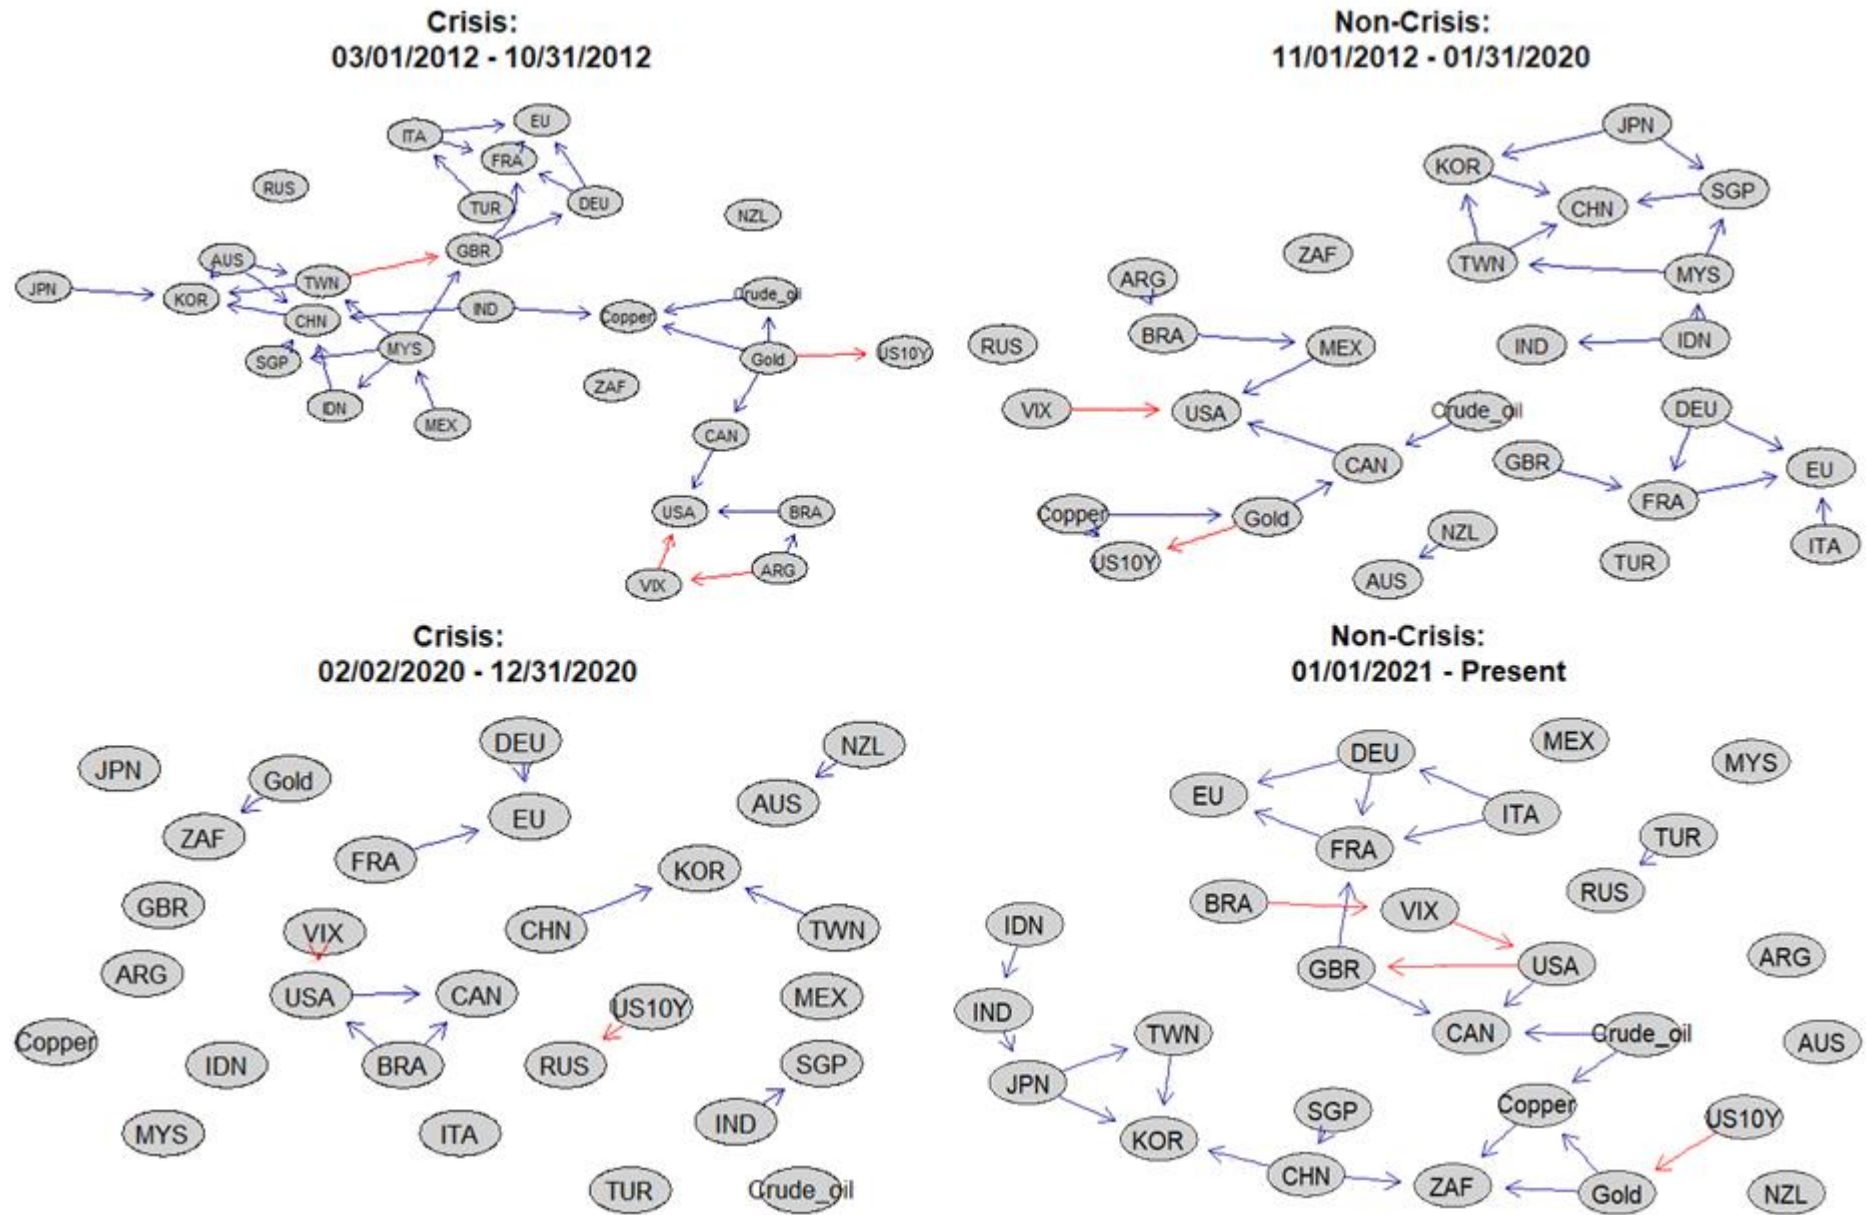 Crisis:
03/01/2012 - 10/31/2012
EU
ITA
FRA
RUS
TUR
DEU
NZL
GBR
AUS
TWN
JPN
KOR
Crude_oil
IND
Copper
CHN
MYS
SGP
Gold
US10Y
ZAF
IDN
MEX
CAN
USA
BRA
ARG
VIX
Non-Crisis:
11/01/2012 - 01/31/2020
JPN
KOR
SGP
CHN
ZAF
TWN
MYS
ARG
BRA
RUS
MEX
IND
IDN
VIX
USA
Crude_oil
DEU
CAN
GBR
EU
FRA
Copper
Gold
NZL
ITA
US10Y
TUR
AUS
Crisis:
02/02/2020 - 12/31/2020
DEU
NZL
JPN
Gold
AUS
EU
ZAF
FRA
KOR
GBR
VIX
CHN
TWN
ARG
USA
CAN
MEX
US10Y
Copper
IDN
BRA
RUS
SGP
IND
MYS
ITA
TUR
Crude_oil
Non-Crisis:
01/01/2021 - Present
DEU
MEX
MYS
EU
ITA
TUR
FRA
RUS
BRA
VIX
IDN
ARG
GBR
USA
IND
TWN
CAN
Crude_oil
AUS
JPN
SGP
Copper
US10Y
KOR
CHN
ZAF
Gold
NZL